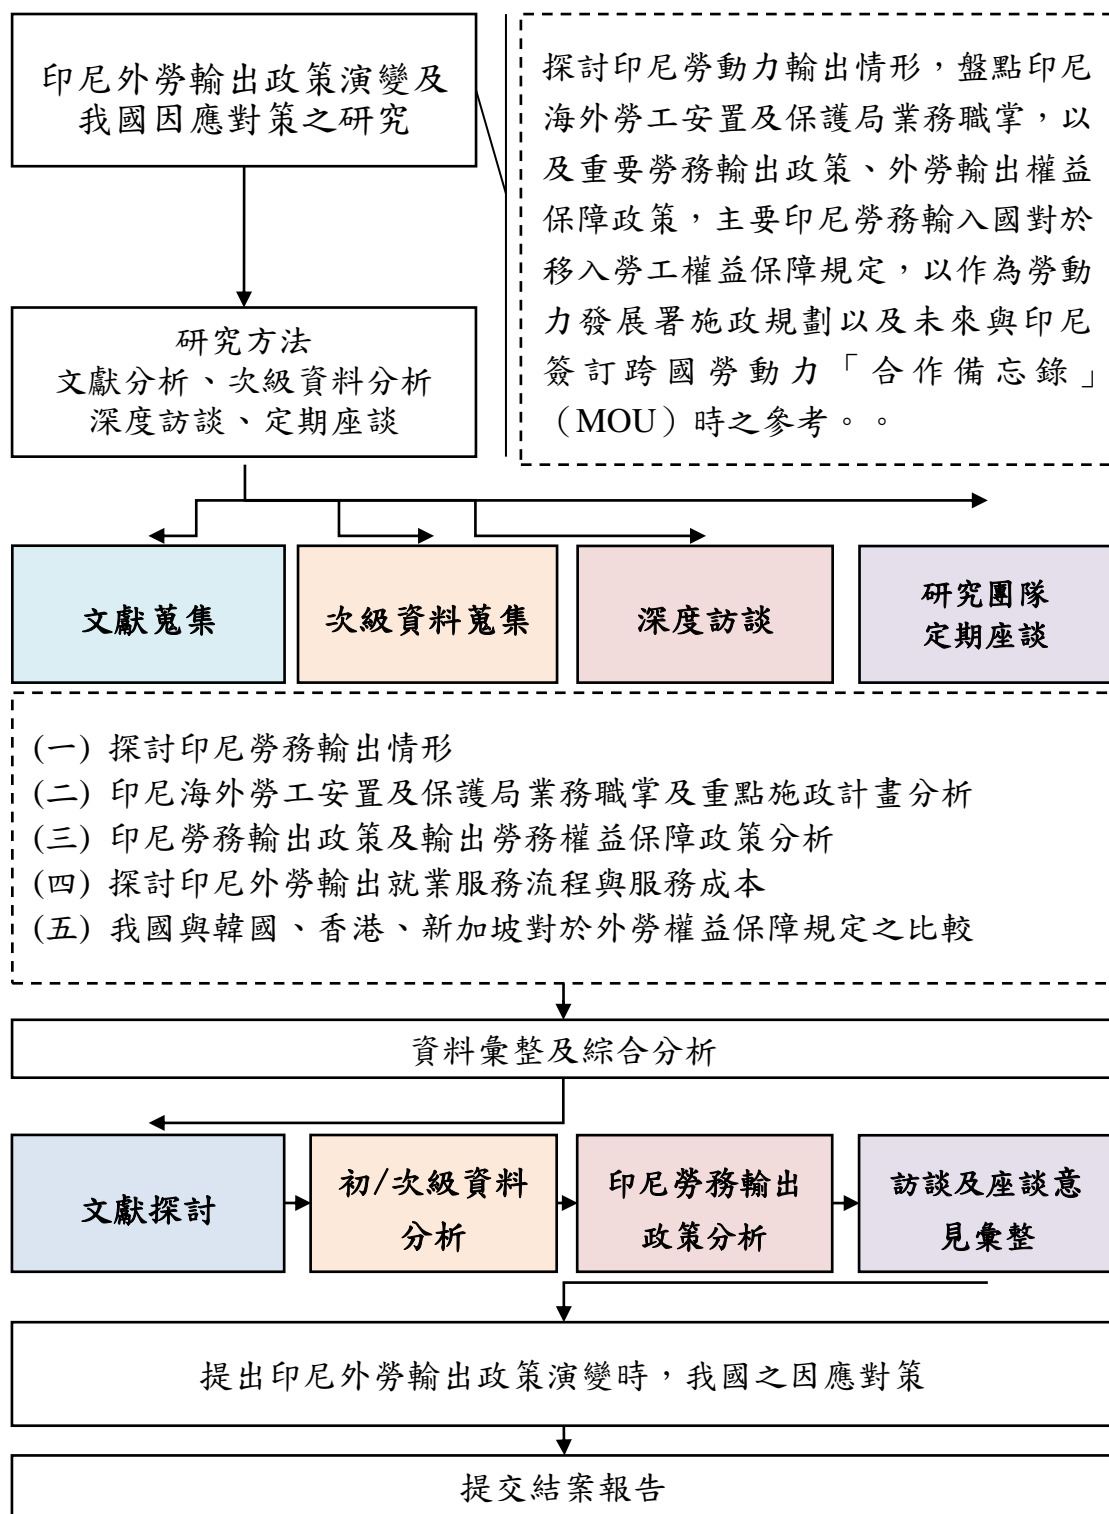 印尼外勞輸出政策演變及
我國因應對策之研究
探討印尼勞動力輸出情形，盤點印尼
海外勞工安置及保護局業務職掌，以
及重要勞務輸出政策、外勞輸出權益
保障政策，主要印尼勞務輸入國對於
移入勞工權益保障規定，以作為勞動
力發展署施政規劃以及未來與印尼
簽訂跨國勞動力「合作備忘錄」
（MOU）時之參考。。
研究方法
文獻分析、次級資料分析
深度訪談、定期座談
文獻蒐集
次級資料蒐集
深度訪談
研究團隊
定期座談
(一) 探討印尼勞務輸出情形
(二) 印尼海外勞工安置及保護局業務職掌及重點施政計畫分析
(三) 印尼勞務輸出政策及輸出勞務權益保障政策分析
(四) 探討印尼外勞輸出就業服務流程與服務成本
(五) 我國與韓國、香港、新加坡對於外勞權益保障規定之比較
資料彙整及綜合分析
文獻探討
初/次級資料
分析
印尼勞務輸出
政策分析
訪談及座談意
見彙整
提出印尼外勞輸出政策演變時，我國之因應對策
提交結案報告